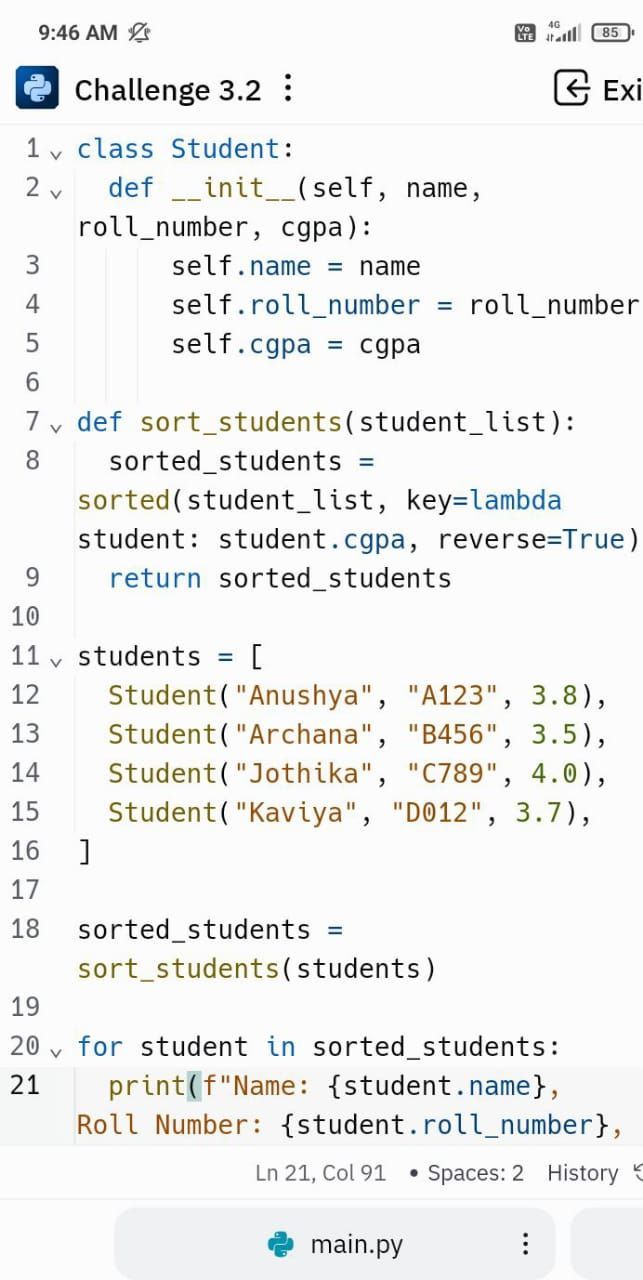 9:46 AM
Vo LTE 4G 85
Challenge 3.2
Exi
1 class Student:
2   def __init__(self, name,
roll_number, cgpa):
3       self.name = name
4       self.roll_number = roll_number
5       self.cgpa = cgpa
6
7 def sort_students(student_list):
8   sorted_students =
sorted(student_list, key=lambda
student: student.cgpa, reverse=True)
9   return sorted_students
10
11 students = [
12   Student("Anushya", "A123", 3.8),
13   Student("Archana", "B456", 3.5),
14   Student("Jothika", "C789", 4.0),
15   Student("Kaviya", "D012", 3.7),
16 ]
17
18 sorted_students =
sort_students(students)
19
20 for student in sorted_students:
21   print(f"Name: {student.name},
Roll Number: {student.roll_number},
Ln 21, Col 91 • Spaces: 2 History
main.py